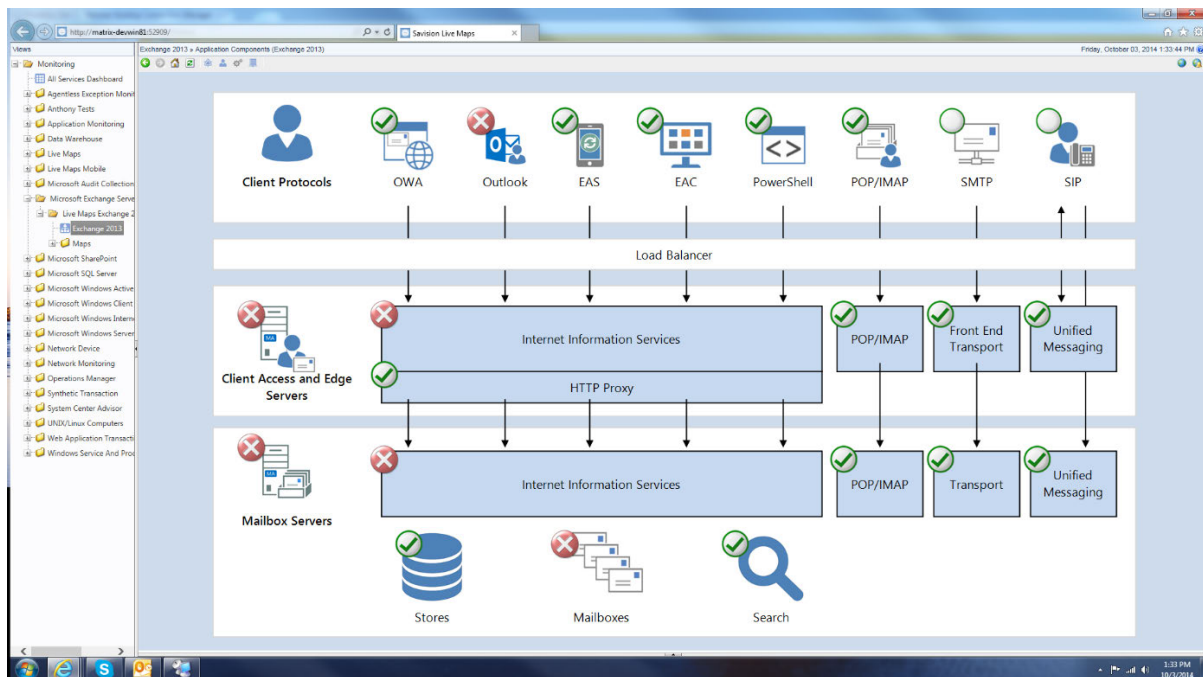 http://matrix-devwin81:52909/
Savision Live Maps
Views
Exchange 2013 » Application Components (Exchange 2013)
Friday, October 03, 2014 1:33:44 PM
Monitoring
All Services Dashboard
Agentless Exception Monit
Anthony Tests
Application Monitoring
Data Warehouse
Live Maps
Live Maps Mobile
Microsoft Audit Collection
Microsoft Exchange Serve
Live Maps Exchange 2
Exchange 2013
Maps
Microsoft SharePoint
Microsoft SQL Server
Microsoft Windows Active
Microsoft Windows Client
Microsoft Windows Intern
Microsoft Windows Server
Network Device
Network Monitoring
Operations Manager
Synthetic Transaction
System Center Advisor
UNIX/Linux Computers
Web Application Transacti
Windows Service And Proc
Client Protocols
OWA
Outlook
EAS
EAC
PowerShell
POP/IMAP
SMTP
SIP
Load Balancer
Client Access and Edge
Servers
Internet Information Services
HTTP Proxy
POP/IMAP
Front End
Transport
Unified
Messaging
Mailbox Servers
Internet Information Services
POP/IMAP
Transport
Unified
Messaging
Stores
Mailboxes
Search
1:33 PM
10/3/2014